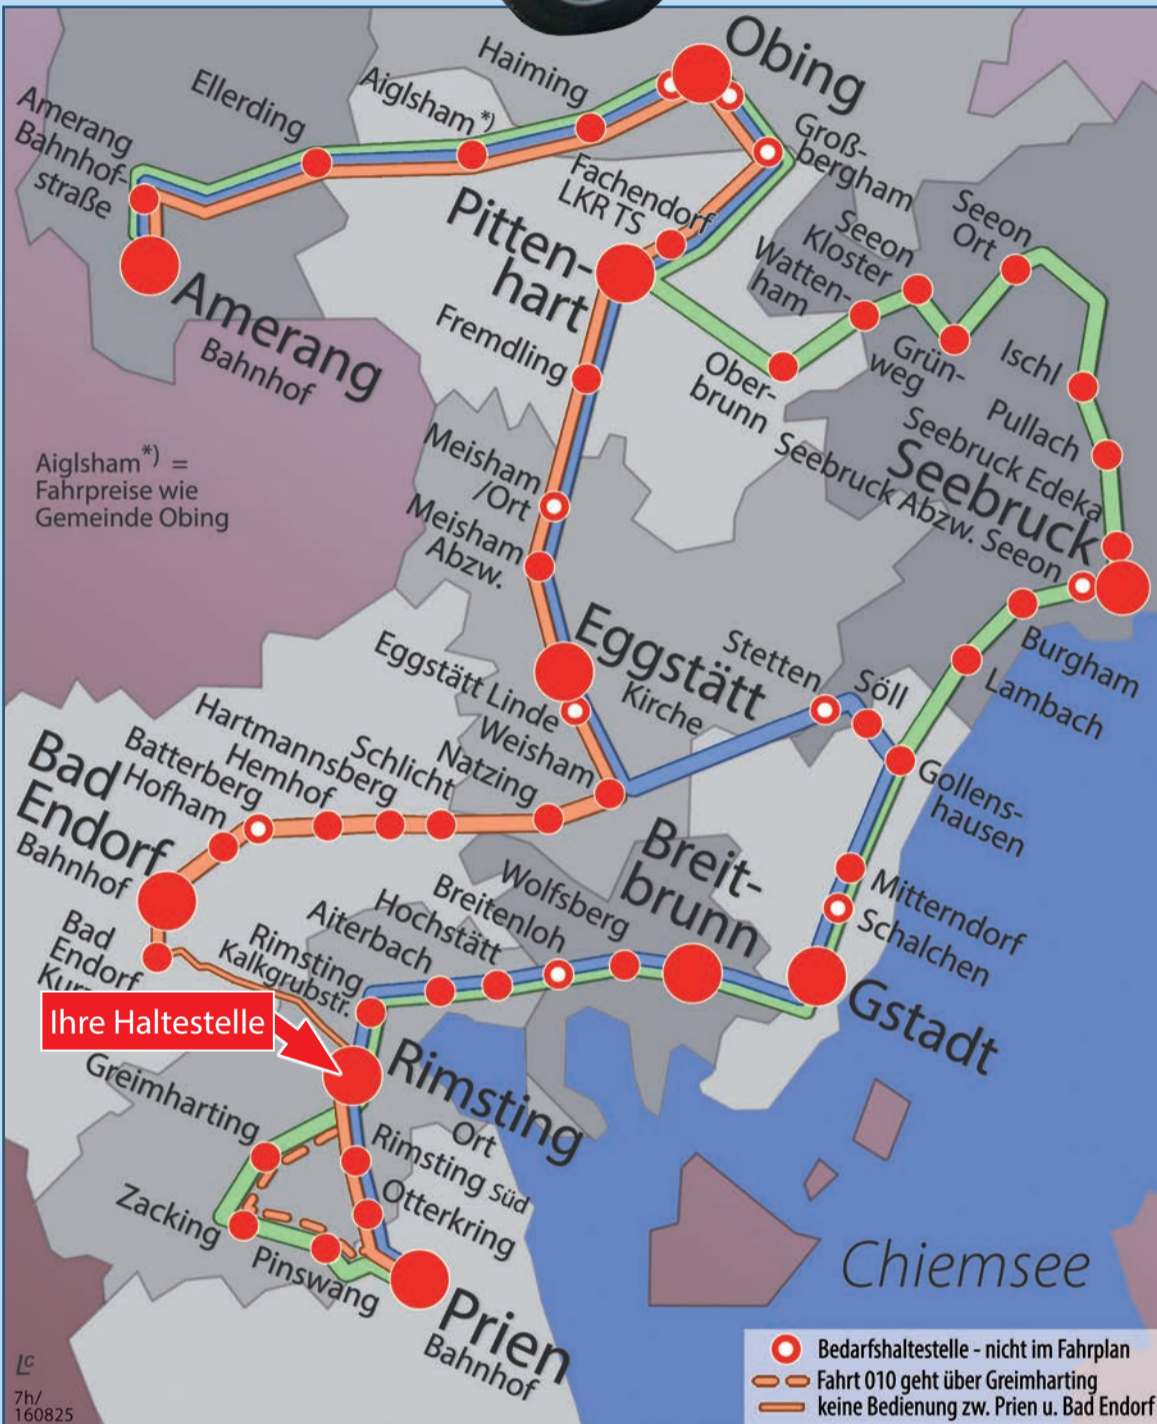 Obing
Haiming
Aiglsham *)
Ellerding
Amerang
Bahnhof-
straße
Groß-
bergham
Fachendorf
LKR TS
Pitten-
hart
Seeon
Ort
Seeon
Kloster
Watten-
ham
Amerang
Bahnhof
Fremdling
Ober-
brunn
Grün-
weg
Ischl
Pullach
Seebruck Edeka
Seebruck
Seebruck Abzw. Seeon
Aiglsham*) =
Fahrpreise wie
Gemeinde Obing
Meisham
/Ort
Meisham
Abzw.
Eggstätt
Kirche
Eggstätt Linde
Weisham
Stetten
Söll
Burgham
Lambach
Gollens-
hausen
Natzing
Schlicht
Hartmannsberg
Hemhof
Batterberg
Hofham
Bad
Endorf
Bahnhof
Breit-
brunn
Wolfsberg
Breitenloh
Hochstätt
Aiterbach
Rimsting
Kalkgrubstr.
Mitterndorf
Schalchen
Gstadt
Bad
Endorf
Ihre Haltestelle
Rimsting
Ort
Greimharting
Rimsting Süd
Otterkring
Zacking
Pinswang
Prien
Bahnhof
Chiemsee
Bedarfshaltestelle - nicht im Fahrplan
Fahrt 010 geht über Greimharting
keine Bedienung zw. Prien u. Bad Endorf
LC
7h/
160825